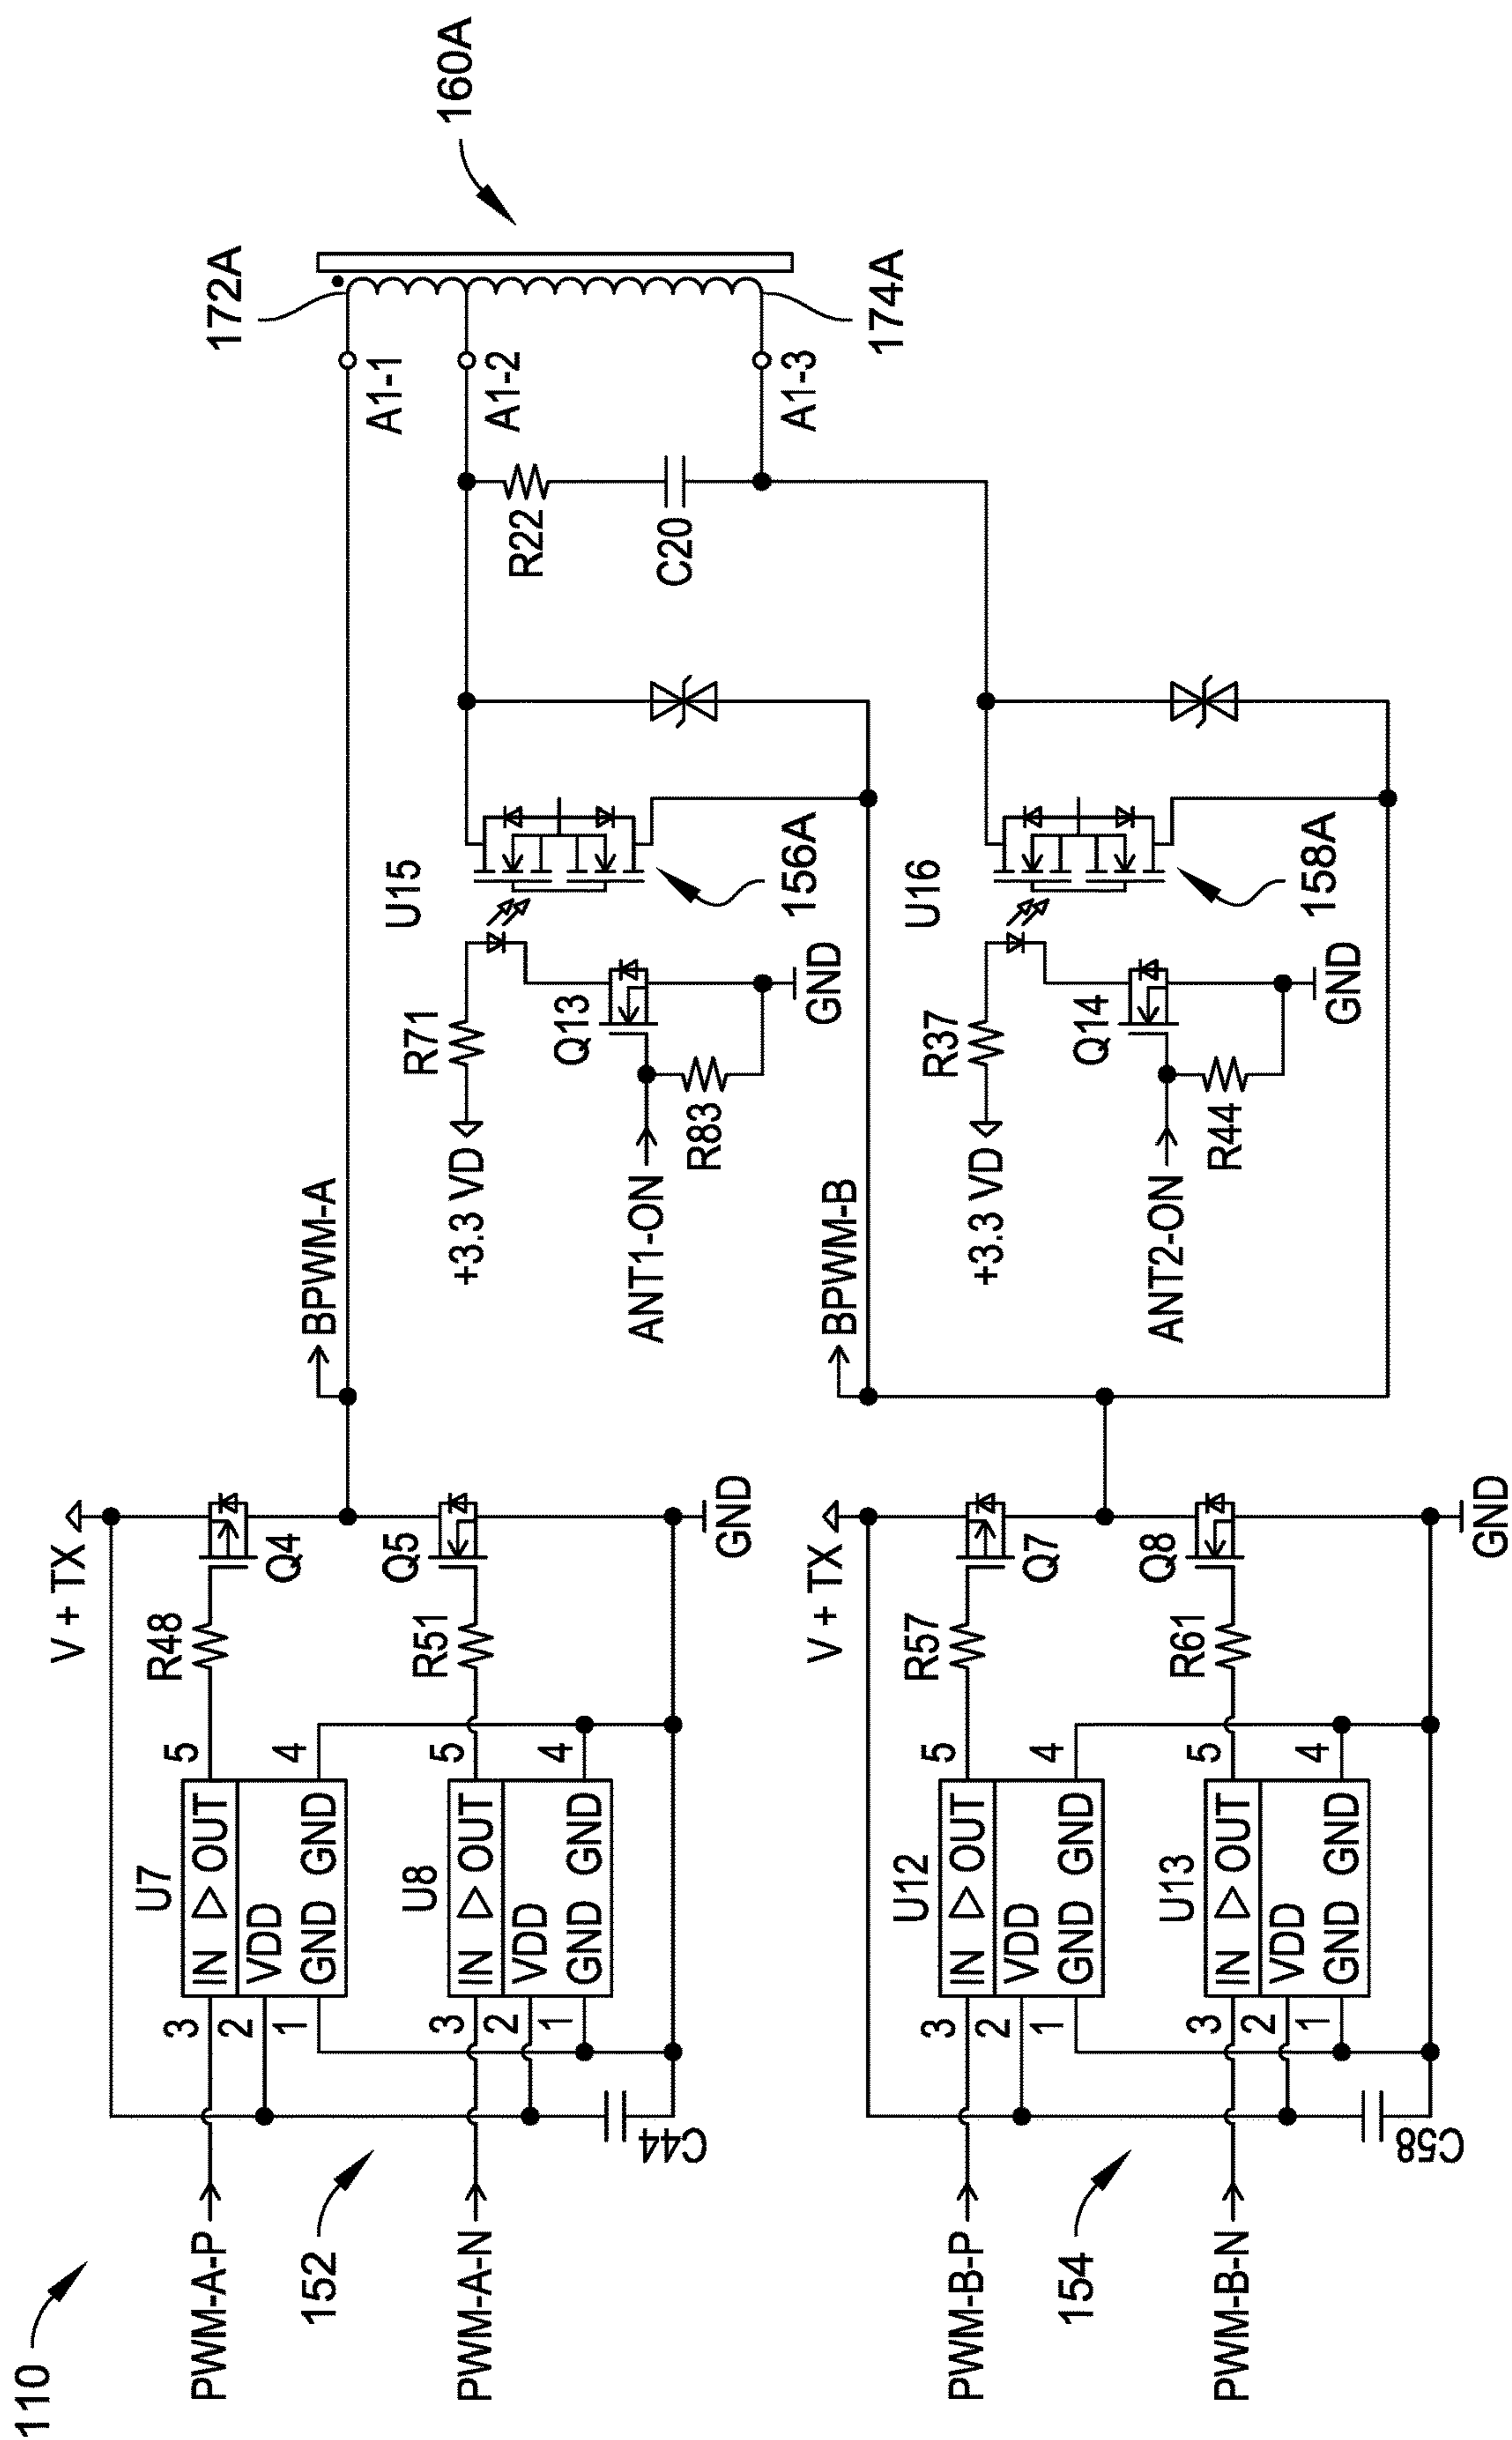 110
PWM-A-P
PWM-A-N
152
C44
U7
3
2
1
IN
OUT
VDD
GND
GND
5
4
U8
3
2
1
IN
OUT
VDD
GND
GND
5
4
R48
R51
V + TX
Q4
Q5
GND
BPWM-A
PWM-B-P
PWM-B-N
154
C58
U12
3
2
1
IN
OUT
VDD
GND
GND
5
4
U13
3
2
1
IN
OUT
VDD
GND
GND
5
4
R57
R61
V + TX
Q7
Q8
GND
BPWM-B
+3.3 VD
R71
U15
ANT1-ON
R83
Q13
GND
156A
+3.3 VD
R37
U16
ANT2-ON
R44
Q14
GND
158A
R22
C20
A1-1
A1-2
A1-3
172A
174A
160A